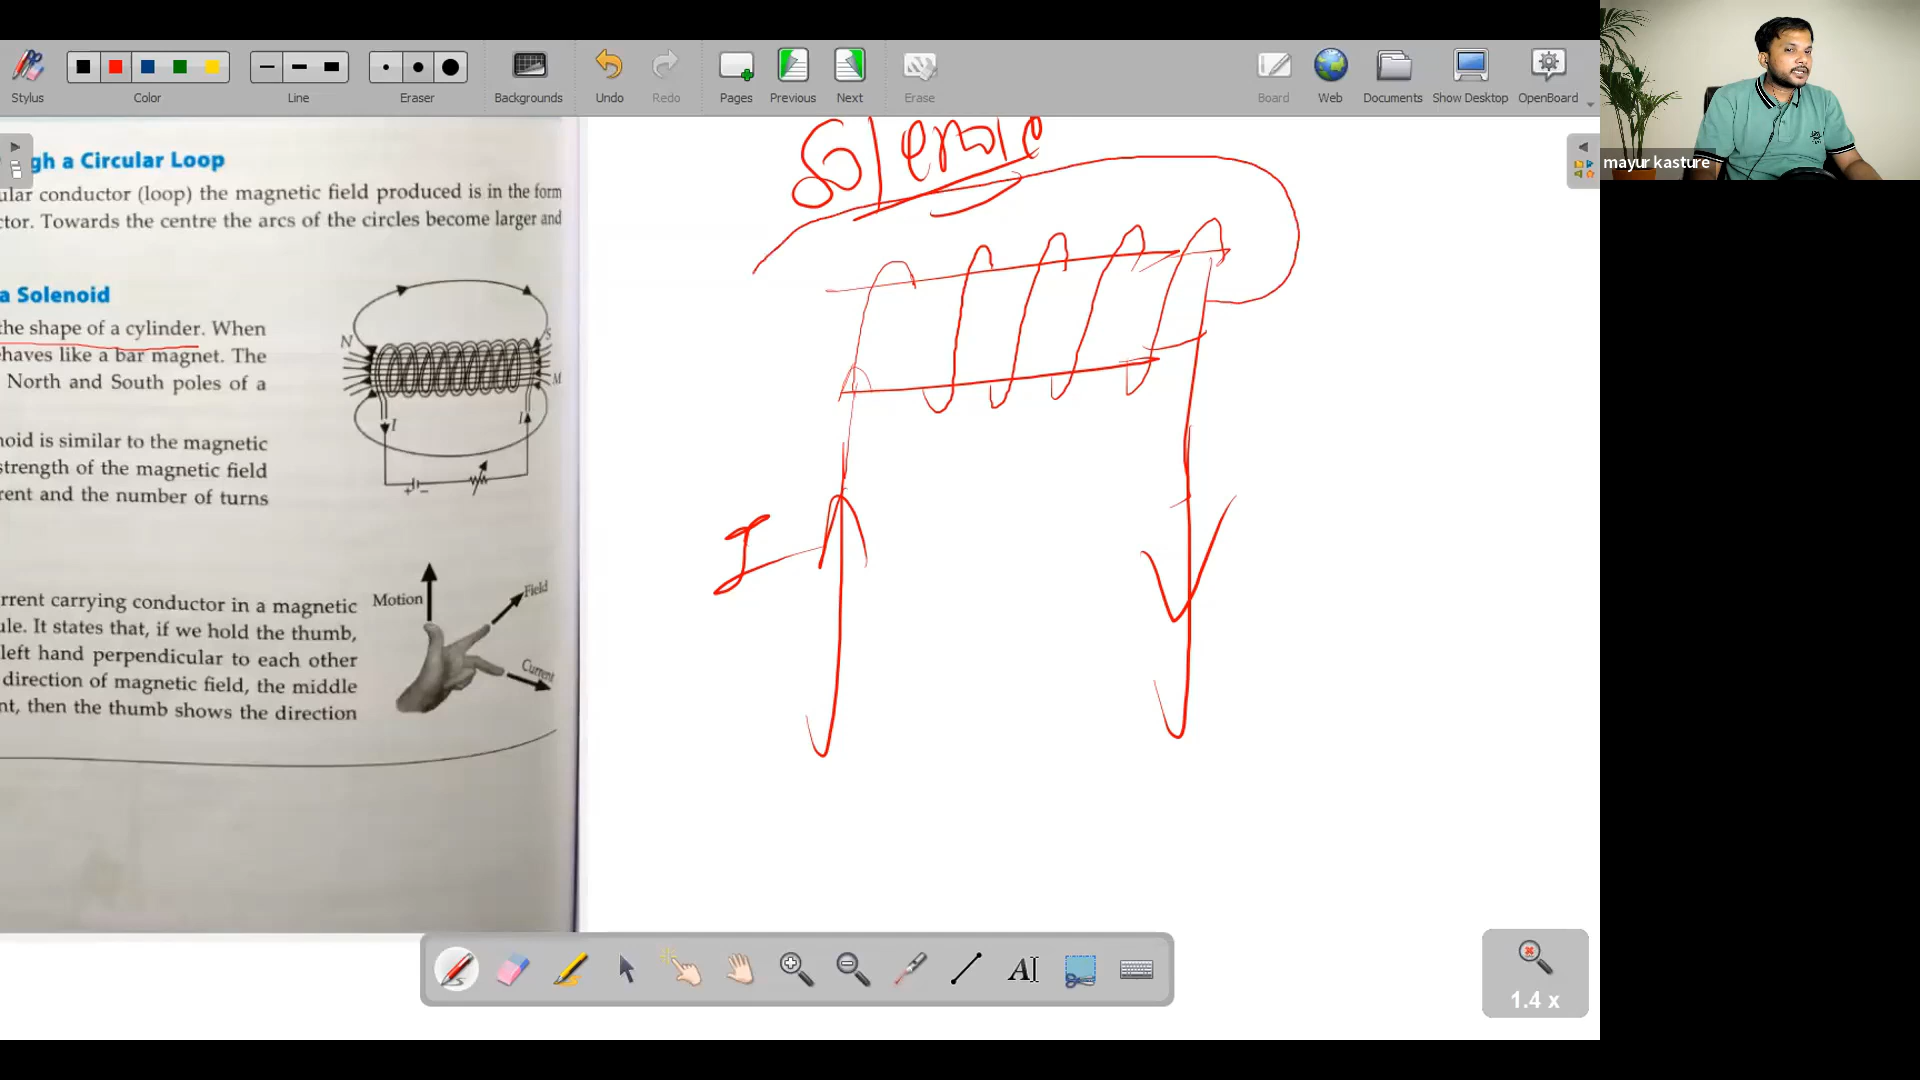 Stylus
Color
Line
Eraser
Backgrounds
Undo
Redo
Pages
Previous
Next
Erase
Board
Web
Documents
Show Desktop
OpenBoard
mayur kasture
gh a Circular Loop
ular conductor (loop) the magnetic field produced is in the form
ctor. Towards the centre the arcs of the circles become larger and
a Solenoid
the shape of a cylinder. When
ehaves like a bar magnet. The
North and South poles of a
noid is similar to the magnetic
strength of the magnetic field
rent and the number of turns
N
S
M
I
I
+
−
rrent carrying conductor in a magnetic
ule. It states that, if we hold the thumb,
left hand perpendicular to each other
direction of magnetic field, the middle
nt, then the thumb shows the direction
Motion
Field
Current
Solenoid
I
AI
1.4 x